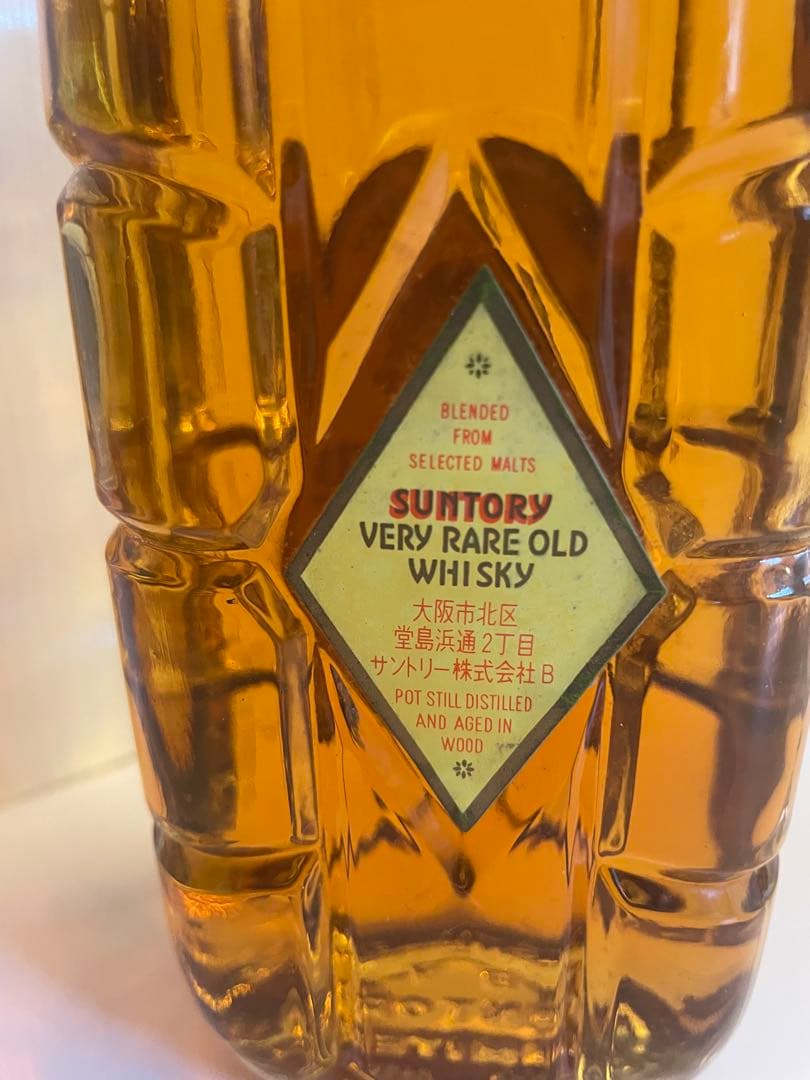 BLENDED
FROM
SELECTED MALTS
SUNTORY
VERY RARE OLD
WHISKY
大阪市北区
堂島浜通2丁目
サントリー株式会社B
POT STILL DISTILLED
AND AGED IN
WOOD